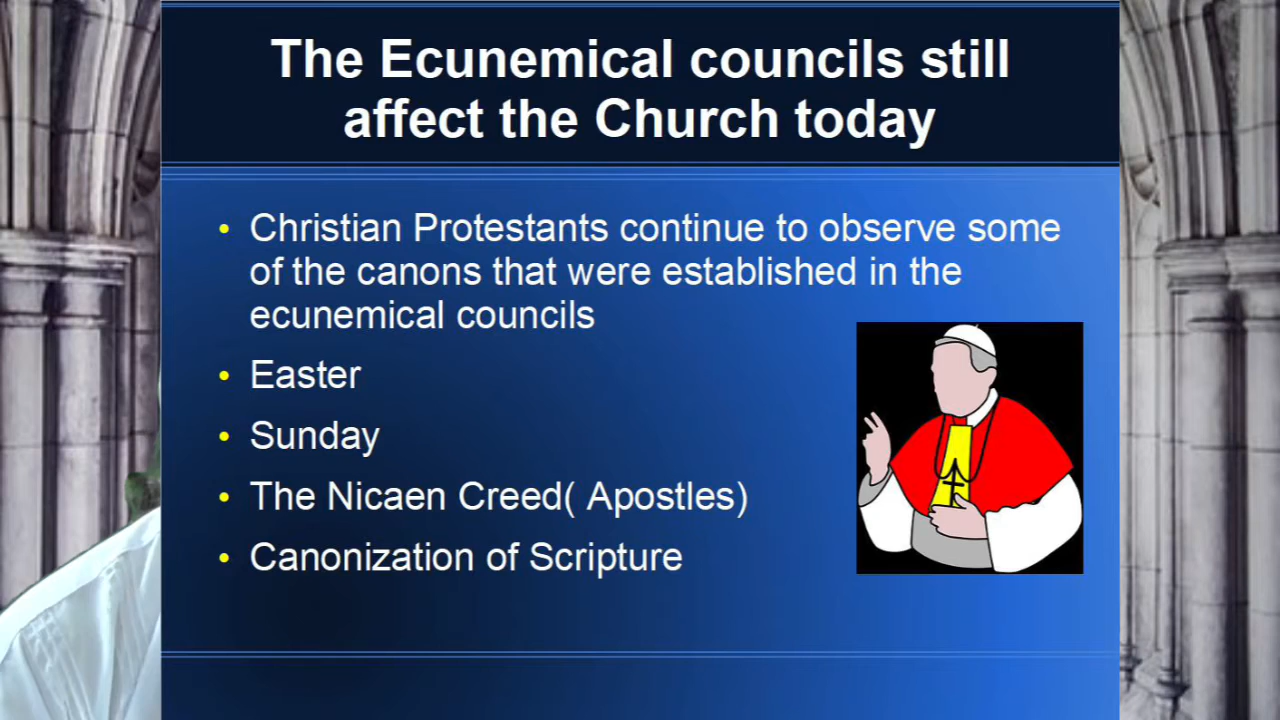 The Ecunemical councils still
affect the Church today
• Christian Protestants continue to observe some
of the canons that were established in the
ecunemical councils
• Easter
• Sunday
• The Nicaen Creed( Apostles)
• Canonization of Scripture